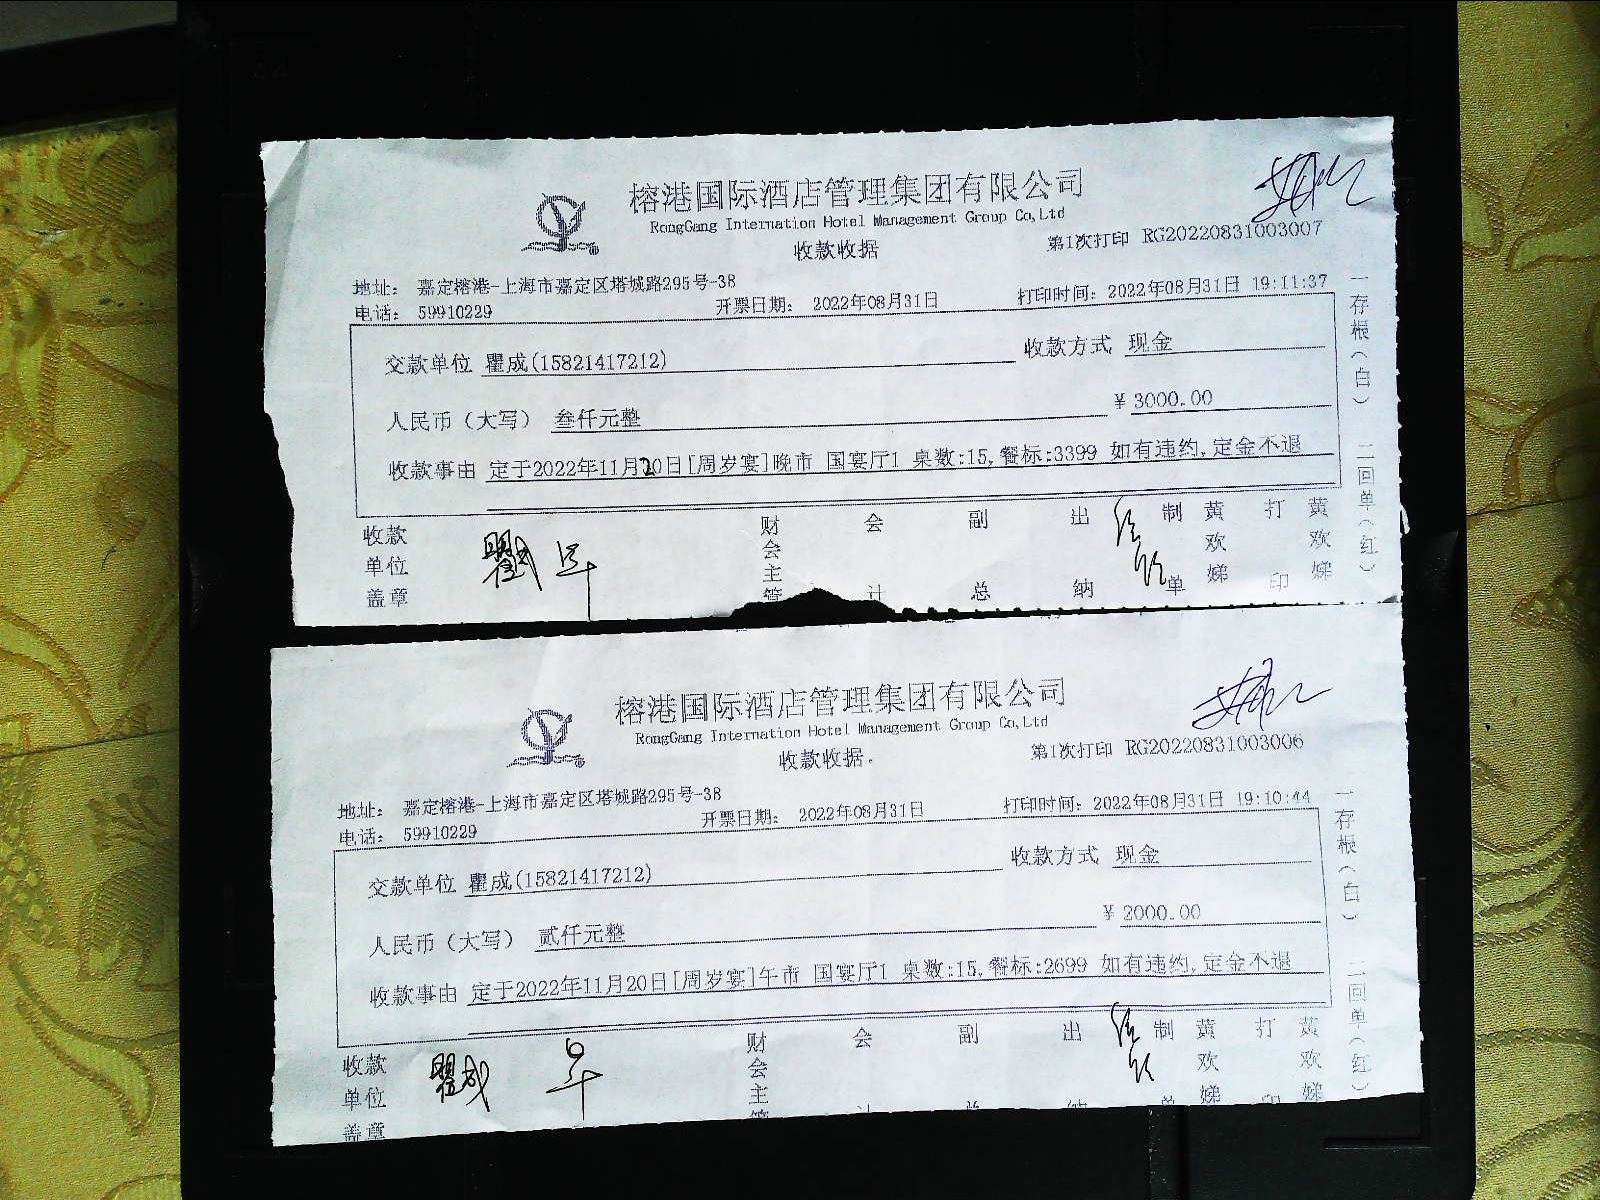 榕港国际酒店管理集团有限公司
RongGang Internation Hotel Management Group Co,Ltd
收款收据
第1次打印 RG20220831003007
地址: 嘉定榕港-上海市嘉定区塔城路295号-3B
电话: 59910229
开票日期: 2022年08月31日
打印时间: 2022年08月31日 19:11:37
交款单位 瞿成(15821417212)
收款方式 现金
人民币(大写) 叁仟元整
¥ 3000.00
收款事由 定于2022年11月20日[周岁宴]晚市 国宴厅1 桌数:15,餐标:3399 如有违约,定金不退
收款单位盖章
瞿成
财会主管
会计
副总
出纳
制单
黄欢娣
打印
黄欢娣
一存根(白) 二回单(红)
榕港国际酒店管理集团有限公司
RongGang Internation Hotel Management Group Co,Ltd
收款收据
第1次打印 RG20220831003006
地址: 嘉定榕港-上海市嘉定区塔城路295号-3B
电话: 59910229
开票日期: 2022年08月31日
打印时间: 2022年08月31日 19:10:44
交款单位 瞿成(15821417212)
收款方式 现金
人民币(大写) 贰仟元整
¥ 2000.00
收款事由 定于2022年11月20日[周岁宴]午市 国宴厅1 桌数:15,餐标:2699 如有违约,定金不退
收款单位盖章
瞿成
财会主管
会计
副总
出纳
制单
黄欢娣
打印
黄欢娣
一存根(白) 二回单(红)